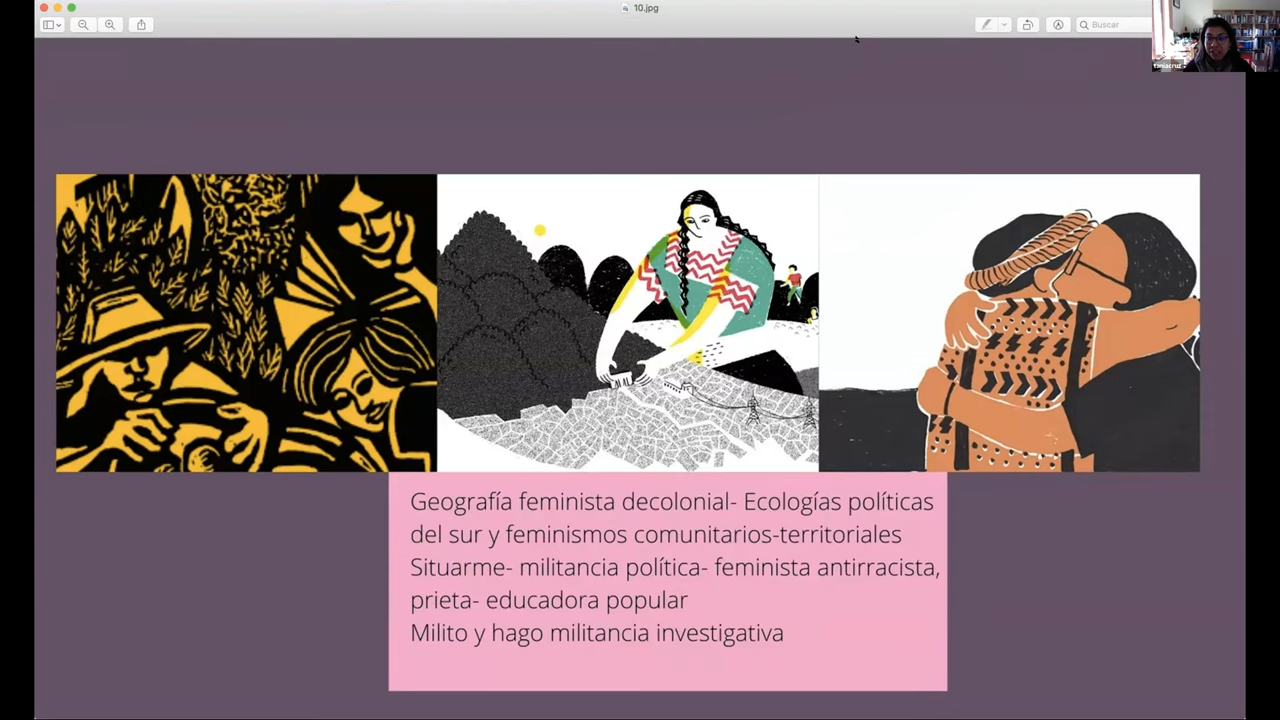 10.jpg
Buscar
taniacruz
Geografía feminista decolonial- Ecologías políticas
del sur y feminismos comunitarios-territoriales
Situarme- militancia política- feminista antirracista,
prieta- educadora popular
Milito y hago militancia investigativa